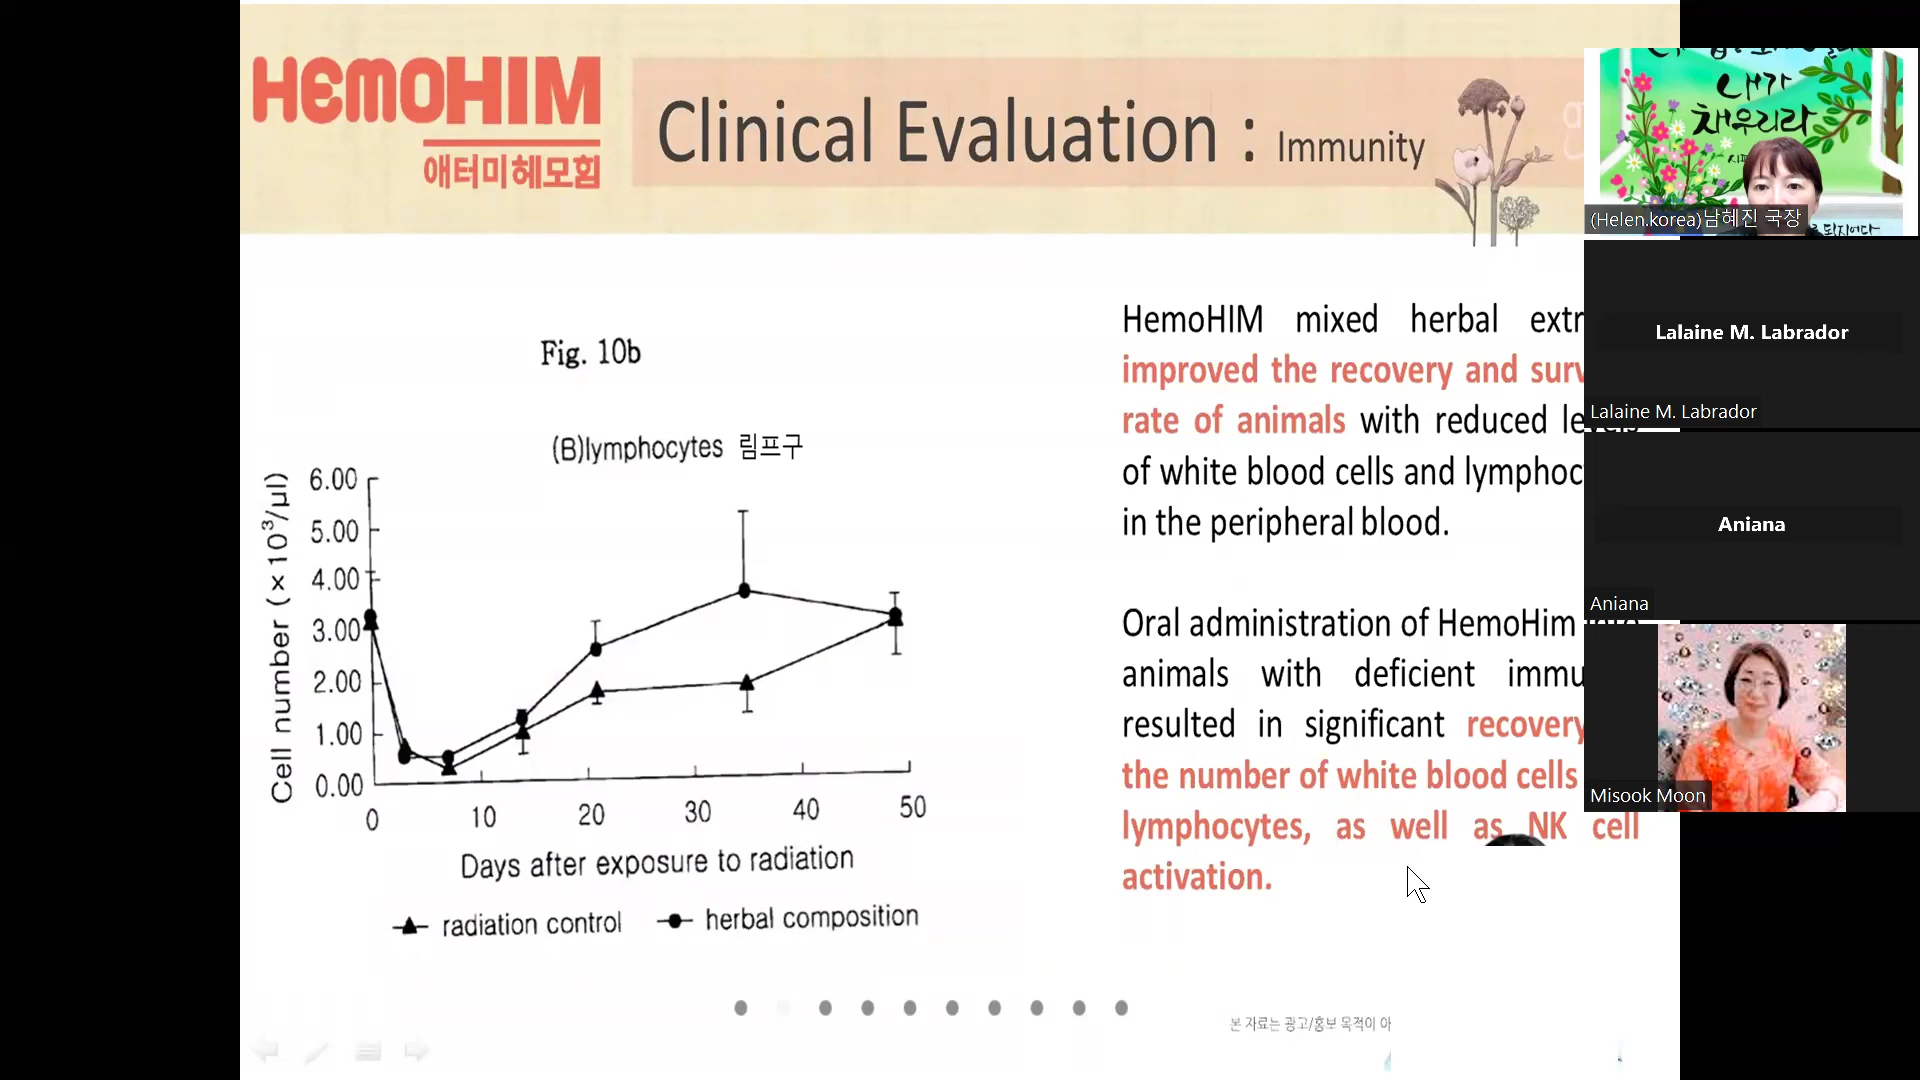 HEMOHIM
애터미헤모힘
Clinical Evaluation : Immunity
Fig. 10b
(B)lymphocytes 림프구
Cell number (×10³/μl)
6.00
5.00
4.00
3.00
2.00
1.00
0.00
0 10 20 30 40 50
Days after exposure to radiation
radiation control herbal composition
HemoHIM mixed herbal
improved the recovery and
rate of animals with reduced levels
of white blood cells and
in the peripheral blood.
Oral administration of HemoHim into
animals with deficient
resulted in significant recovery
the number of white blood cells
lymphocytes, as well as NK cell
activation.
본 자료는 광고/홍보 목적이
내가
채우리라
(Helen.korea)남혜진 국장
Lalaine M. Labrador
Lalaine M. Labrador
Aniana
Aniana
Misook Moon